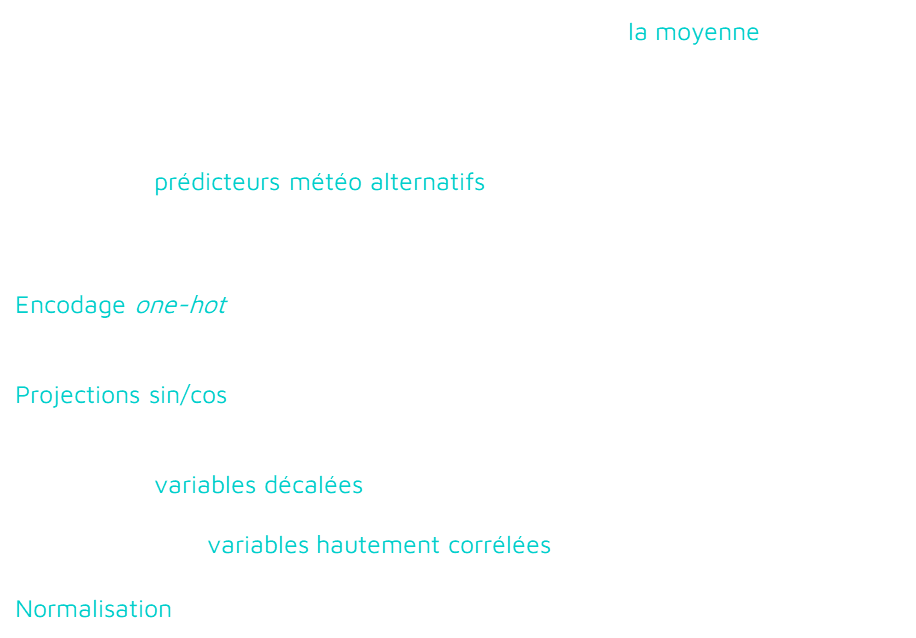 la moyenne
prédicteurs météo alternatifs
Encodage one-hot
Projections sin/cos
variables décalées
variables hautement corrélées
Normalisation